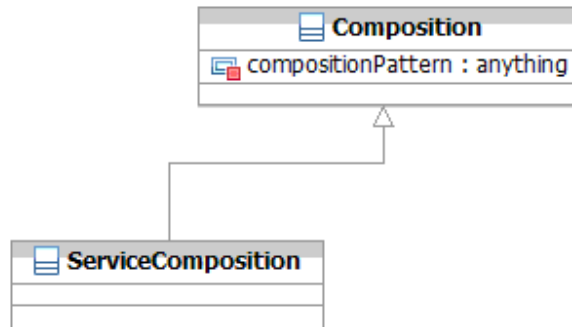 Composition
compositionPattern : anything
ServiceComposition